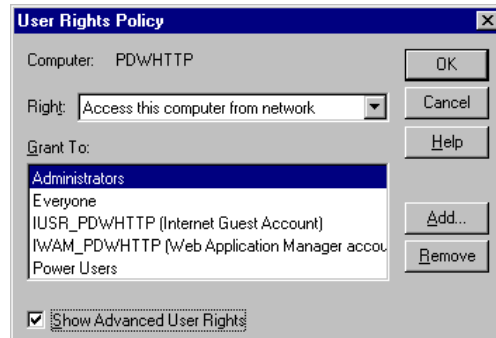 User Rights Policy
Computer: PDWHTTP
OK
Right: Access this computer from network
Cancel
Help
Grant To:
Administrators
Everyone
IUSR_PDWHTTP (Internet Guest Account)
IWAM_PDWHTTP (Web Application Manager accou
Power Users
Add...
Remove
Show Advanced User Rights